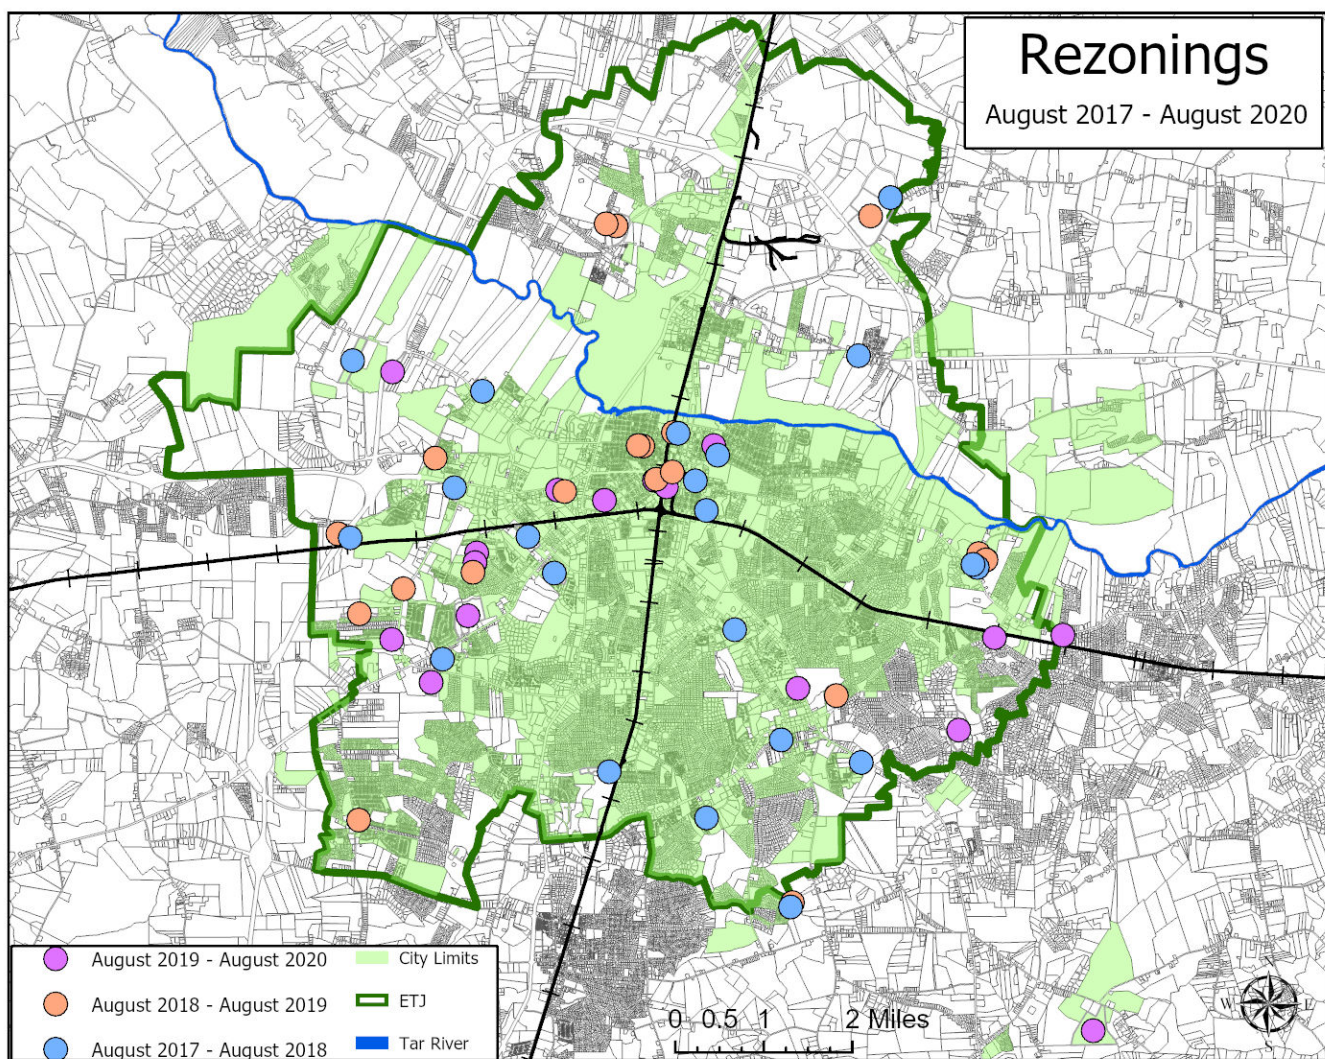 Rezonings
August 2017 - August 2020
August 2019 - August 2020
August 2018 - August 2019
August 2017 - August 2018
City Limits
ETJ
Tar River
0 0.5 1 2 Miles
N
W E
S